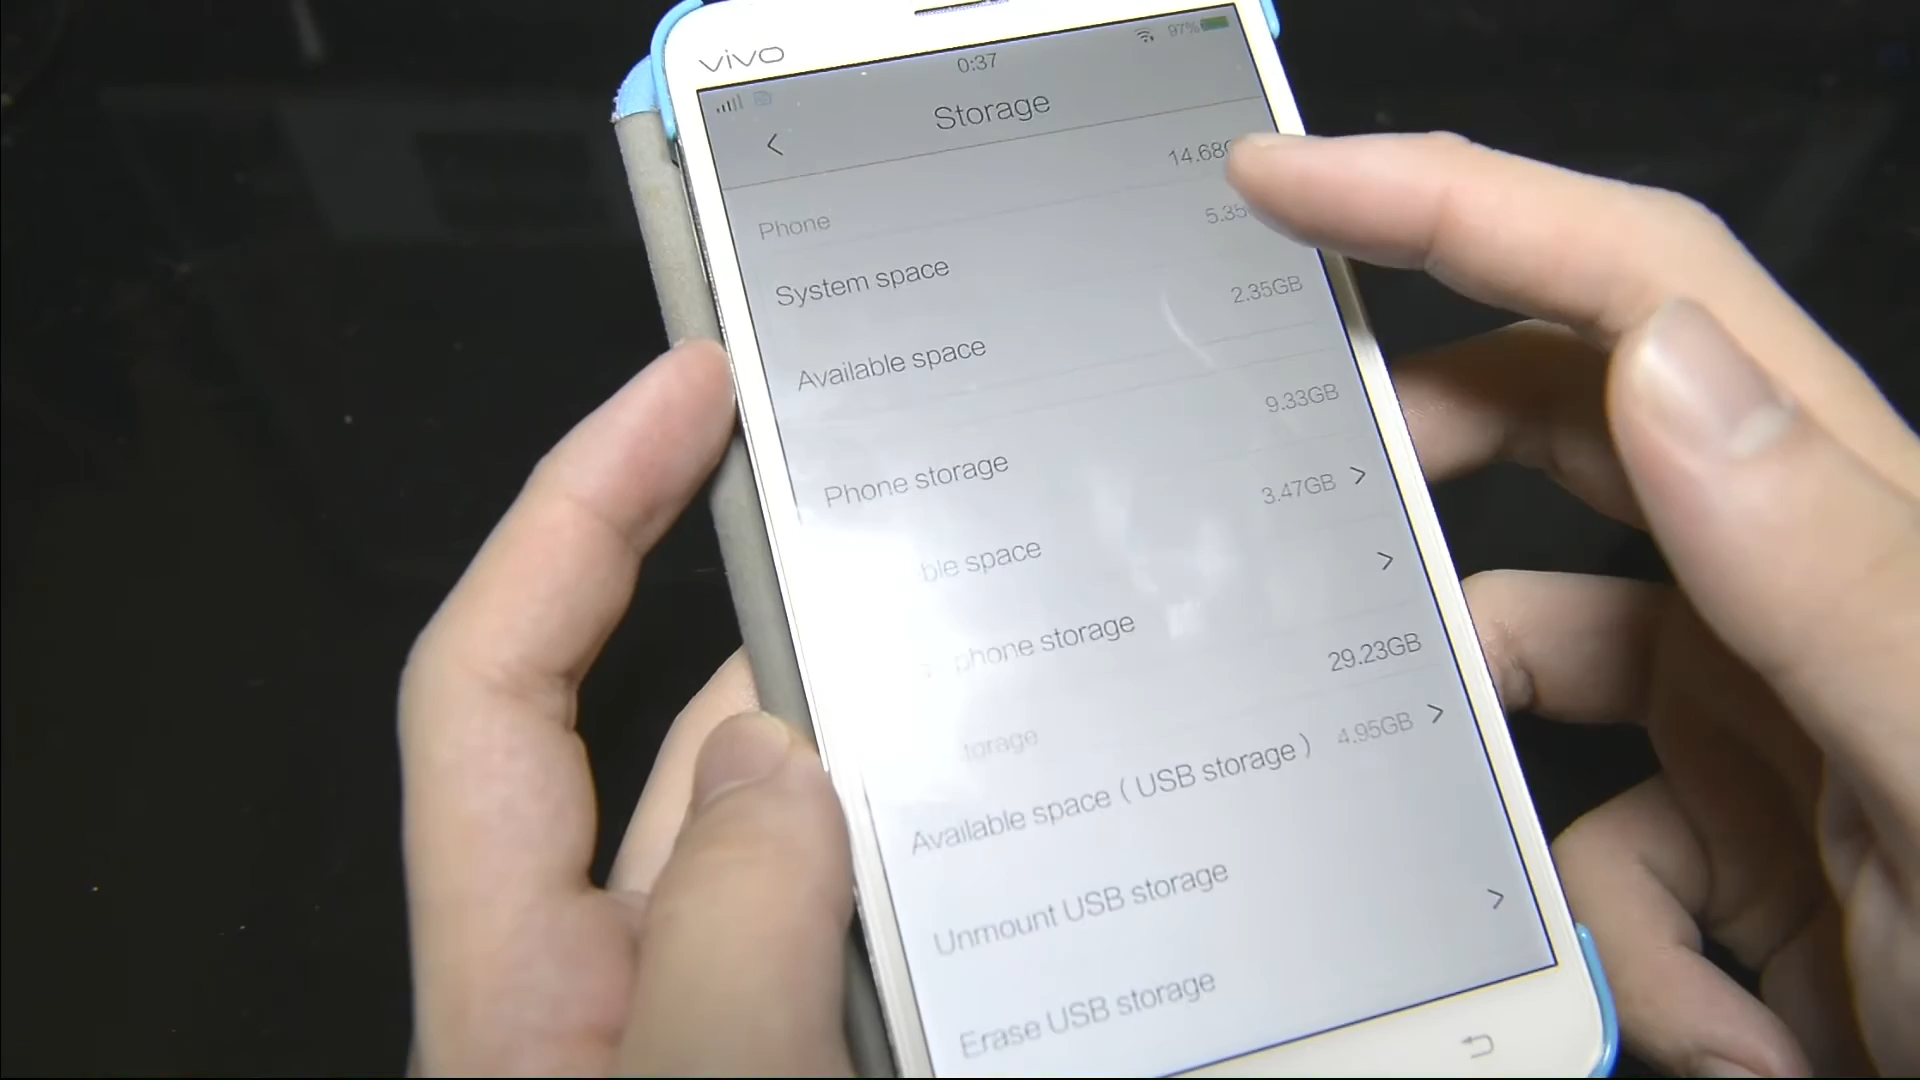 vivo
0:37
97%
Storage
Phone 14.68
System space 5.35
Available space 2.35GB
Phone storage 9.33GB
space 3.47GB
phone storage
29.23GB
Available space ( USB storage ) 4.95GB
Unmount USB storage
Erase USB storage